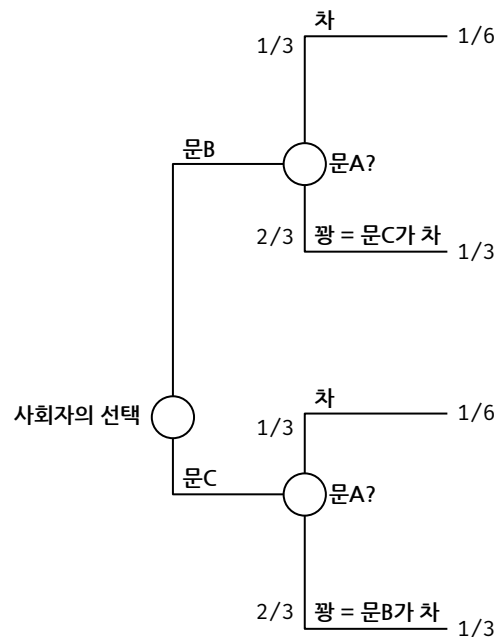 차
1/3
1/6
문B
문A?
2/3
꽝 = 문C가 차
1/3
사회자의 선택
차
1/3
1/6
문C
문A?
2/3
꽝 = 문B가 차
1/3